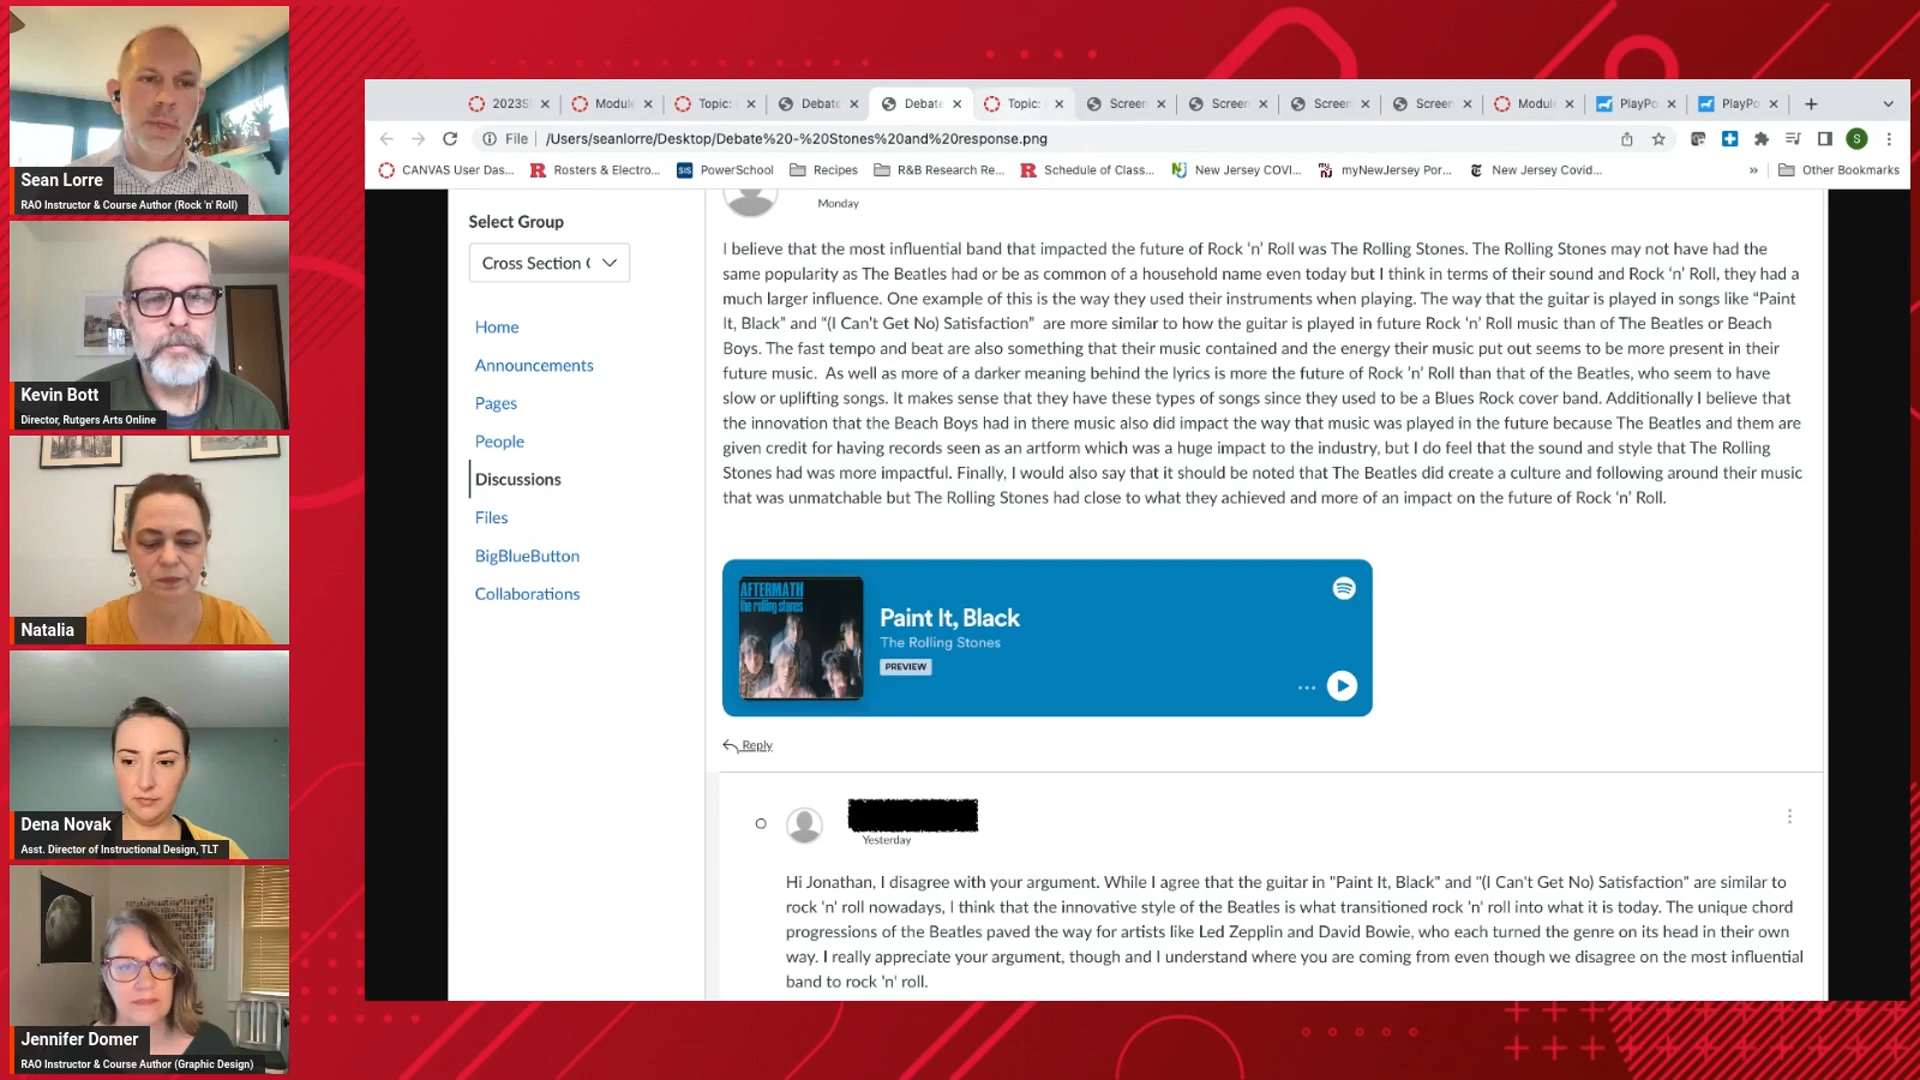 Sean Lorre
RAO Instructor & Course Author (Rock 'n' Roll)
Kevin Bott
Director, Rutgers Arts Online
Natalia
Dena Novak
Asst. Director of Instructional Design, TLT
Jennifer Domer
RAO Instructor & Course Author (Graphic Design)
2023S
Module
Topic:
Debate
Debate
Topic:
Screen
Screen
Screen
Screen
Module
PlayPo
PlayPo
File
/Users/seanlorre/Desktop/Debate%20-%20Stones%20and%20response.png
S
CANVAS User Das...
R Rosters & Electro...
SIS PowerSchool
Recipes
R&B Research Re...
R Schedule of Class...
New Jersey COVI...
myNewJersey Por...
New Jersey Covid...
»
Other Bookmarks
Select Group
Cross Section
Home
Announcements
Pages
People
Discussions
Files
BigBlueButton
Collaborations
Monday
I believe that the most influential band that impacted the future of Rock ‘n’ Roll was The Rolling Stones. The Rolling Stones may not have had the
same popularity as The Beatles had or be as common of a household name even today but I think in terms of their sound and Rock ‘n’ Roll, they had a
much larger influence. One example of this is the way they used their instruments when playing. The way that the guitar is played in songs like “Paint
It, Black” and “(I Can't Get No) Satisfaction”  are more similar to how the guitar is played in future Rock ‘n’ Roll music than of The Beatles or Beach
Boys. The fast tempo and beat are also something that their music contained and the energy their music put out seems to be more present in their
future music.  As well as more of a darker meaning behind the lyrics is more the future of Rock ‘n’ Roll than that of the Beatles, who seem to have
slow or uplifting songs. It makes sense that they have these types of songs since they used to be a Blues Rock cover band. Additionally I believe that
the innovation that the Beach Boys had in there music also did impact the way that music was played in the future because The Beatles and them are
given credit for having records seen as an artform which was a huge impact to the industry, but I do feel that the sound and style that The Rolling
Stones had was more impactful. Finally, I would also say that it should be noted that The Beatles did create a culture and following around their music
that was unmatchable but The Rolling Stones had close to what they achieved and more of an impact on the future of Rock ‘n’ Roll.
AFTERMATH
the rolling stones
Paint It, Black
The Rolling Stones
PREVIEW
Reply
Yesterday
Hi Jonathan, I disagree with your argument. While I agree that the guitar in "Paint It, Black" and "(I Can't Get No) Satisfaction" are similar to
rock 'n' roll nowadays, I think that the innovative style of the Beatles is what transitioned rock 'n' roll into what it is today. The unique chord
progressions of the Beatles paved the way for artists like Led Zepplin and David Bowie, who each turned the genre on its head in their own
way. I really appreciate your argument, though and I understand where you are coming from even though we disagree on the most influential
band to rock 'n' roll.